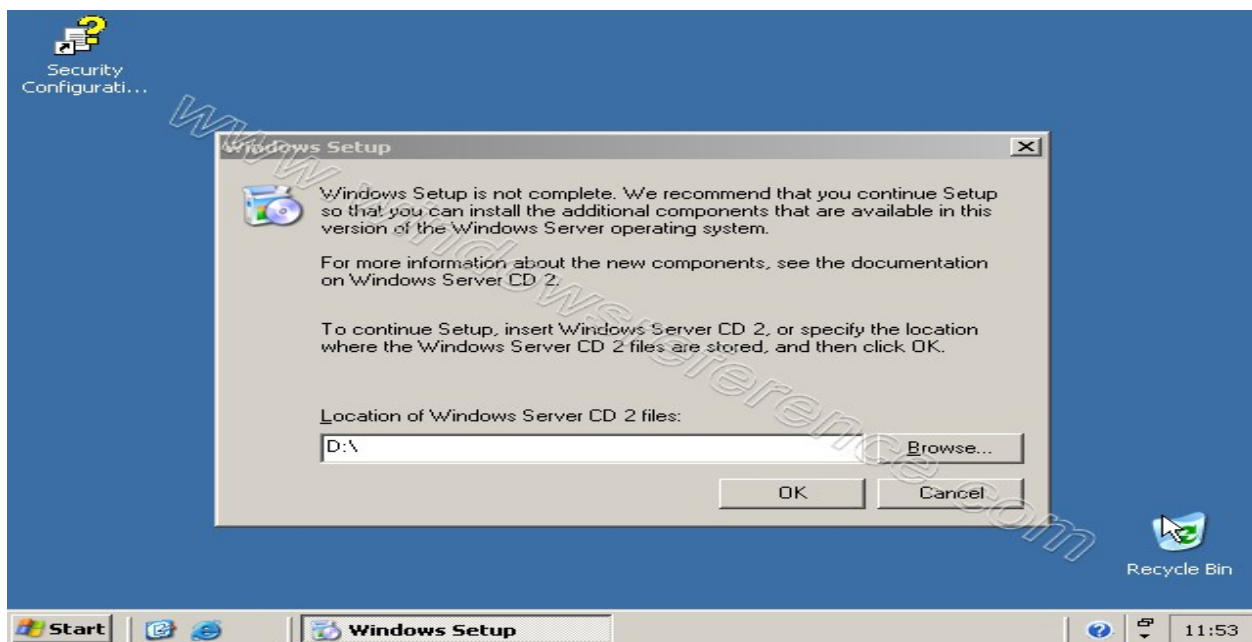 Security
Configurati...
www.windowsreference.com
Windows Setup
Windows Setup is not complete. We recommend that you continue Setup
so that you can install the additional components that are available in this
version of the Windows Server operating system.
For more information about the new components, see the documentation
on Windows Server CD 2.
To continue Setup, insert Windows Server CD 2, or specify the location
where the Windows Server CD 2 files are stored, and then click OK.
Location of Windows Server CD 2 files:
D:\
Browse...
OK
Cancel
Recycle Bin
Start
Windows Setup
11:53